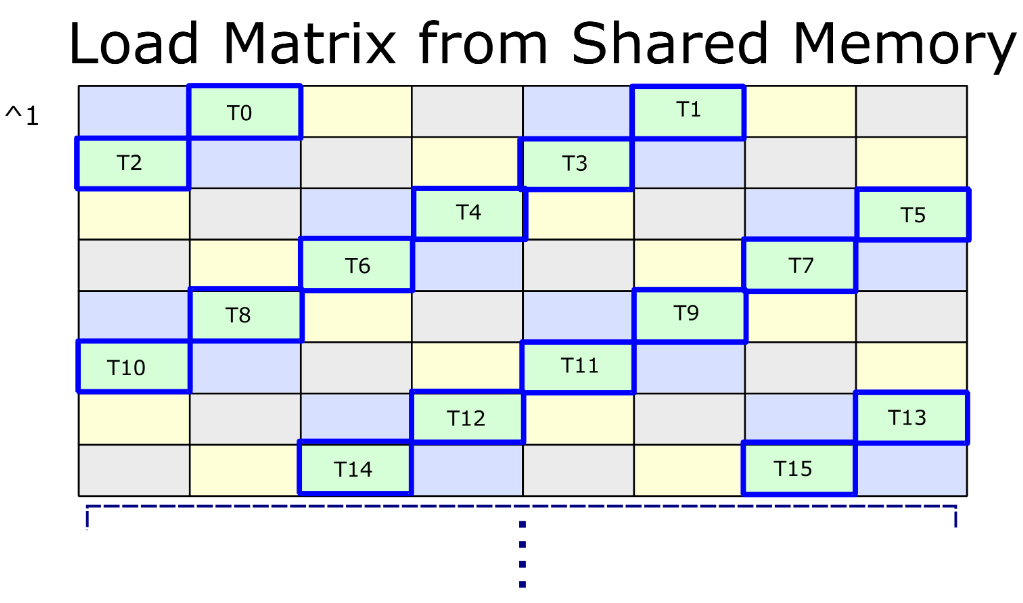 Load Matrix from Shared Memory
^1
T0 T1
T2 T3
T4 T5
T6 T7
T8 T9
T10 T11
T12 T13
T14 T15